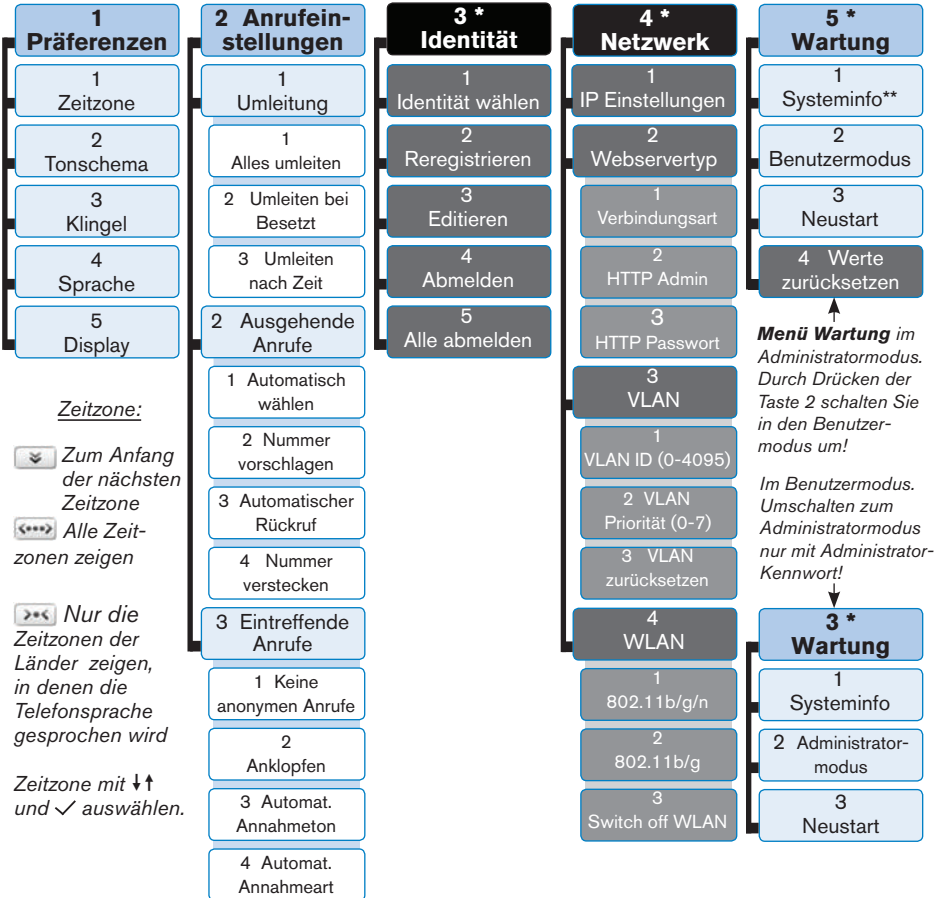 1
Präferenzen
1
Zeitzone
2
Tonschema
3
Klingel
4
Sprache
5
Display
Zeitzone:
Zum Anfang
der nächsten
Zeitzone
Alle Zeit-
zonen zeigen
Nur die
Zeitzonen der
Länder zeigen,
in denen die
Telefonsprache
gesprochen wird
Zeitzone mit ↓↑
und ✓ auswählen.
2 Anrufein-
stellungen
1
Umleitung
1
Alles umleiten
2 Umleiten bei
Besetzt
3 Umleiten
nach Zeit
2 Ausgehende
Anrufe
1 Automatisch
wählen
2 Nummer
vorschlagen
3 Automatischer
Rückruf
4 Nummer
verstecken
3 Eintreffende
Anrufe
1 Keine
anonymen Anrufe
2
Anklopfen
3 Automat.
Annahmeton
4 Automat.
Annahmeart
3 *
Identität
1
Identität wählen
2
Reregistrieren
3
Editieren
4
Abmelden
5
Alle abmelden
4 *
Netzwerk
1
IP Einstellungen
2
Webservertyp
1
Verbindungsart
2
HTTP Admin
3
HTTP Passwort
3
VLAN
1
VLAN ID (0-4095)
2 VLAN
Priorität (0-7)
3 VLAN
zurücksetzen
4
WLAN
1
802.11b/g/n
2
802.11b/g
3
Switch off WLAN
5 *
Wartung
1
Systeminfo**
2
Benutzermodus
3
Neustart
4 Werte
zurücksetzen
Menü Wartung im
Administratormodus.
Durch Drücken der
Taste 2 schalten Sie
in den Benutzer-
modus um!
Im Benutzermodus.
Umschalten zum
Administratormodus
nur mit Administrator-
Kennwort!
3 *
Wartung
1
Systeminfo
2 Administrator-
modus
3
Neustart